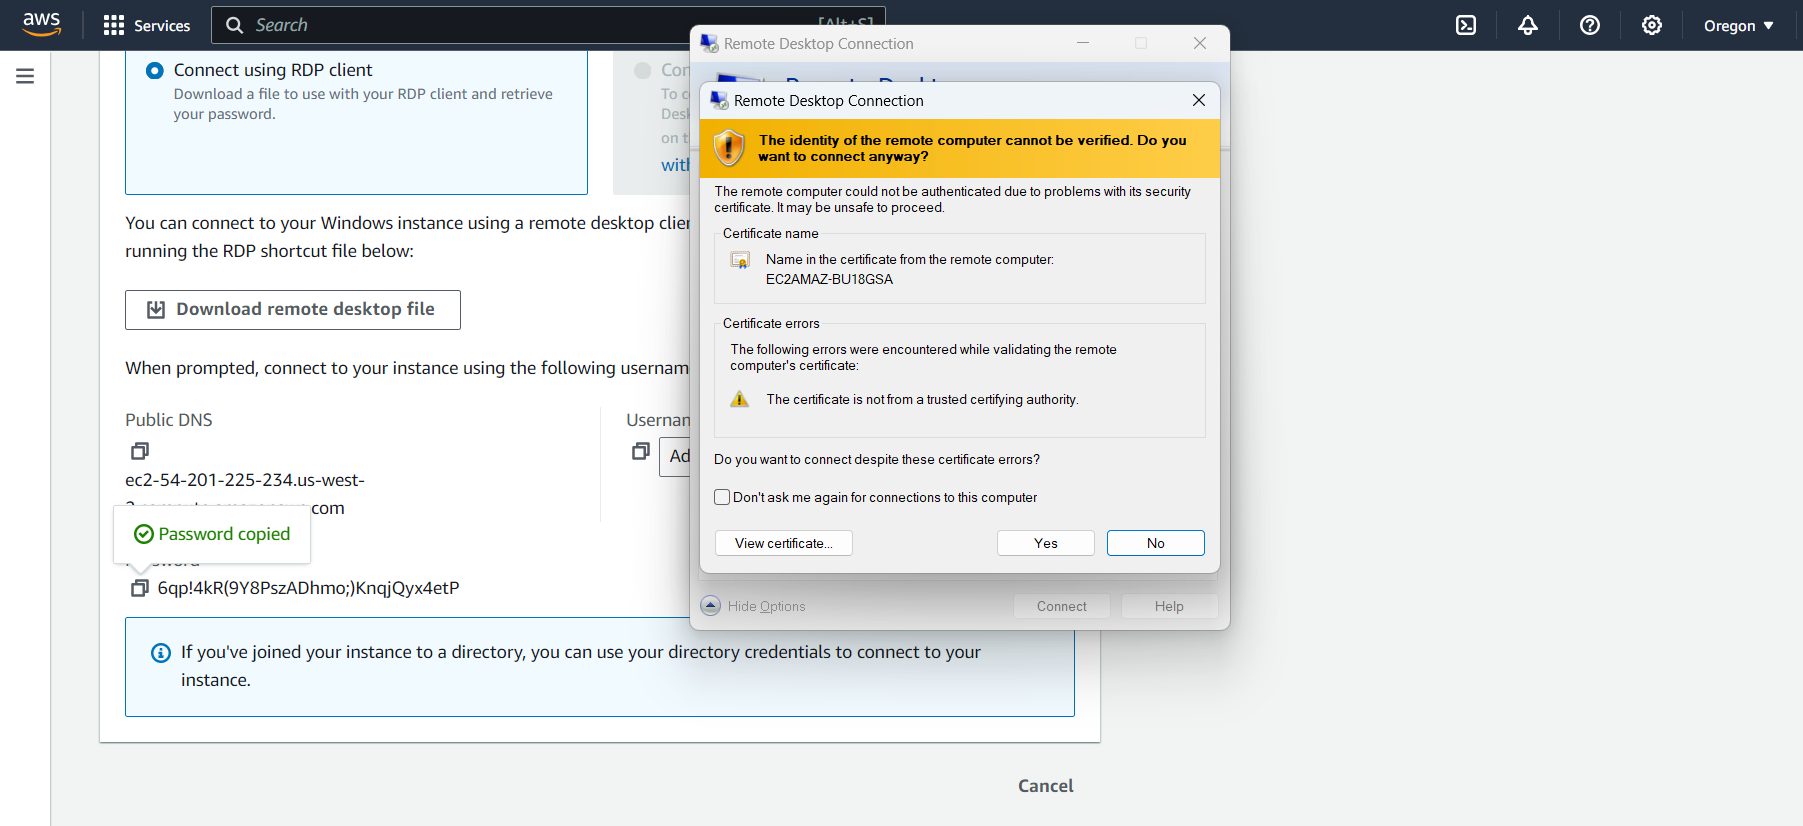 aws
Services
Search
[Alt+S]
Oregon
Connect using RDP client
Download a file to use with your RDP client and retrieve
your password.
You can connect to your Windows instance using a remote desktop
running the RDP shortcut file below:
Download remote desktop file
When prompted, connect to your instance using the following
Public DNS
ec2-54-201-225-234.us-west-
Password copied
6qp!4kR(9Y8PszADhmo;)KnqjQyx4etP
If you've joined your instance to a directory, you can use your directory credentials to connect to your
instance.
Cancel
Remote Desktop Connection
Remote Desktop Connection
The identity of the remote computer cannot be verified. Do you
want to connect anyway?
The remote computer could not be authenticated due to problems with its security
certificate. It may be unsafe to proceed.
Certificate name
Name in the certificate from the remote computer:
EC2AMAZ-BU18GSA
Certificate errors
The following errors were encountered while validating the remote
computer's certificate:
The certificate is not from a trusted certifying authority.
Do you want to connect despite these certificate errors?
Don't ask me again for connections to this computer
View certificate...
Yes
No
Hide Options
Connect
Help